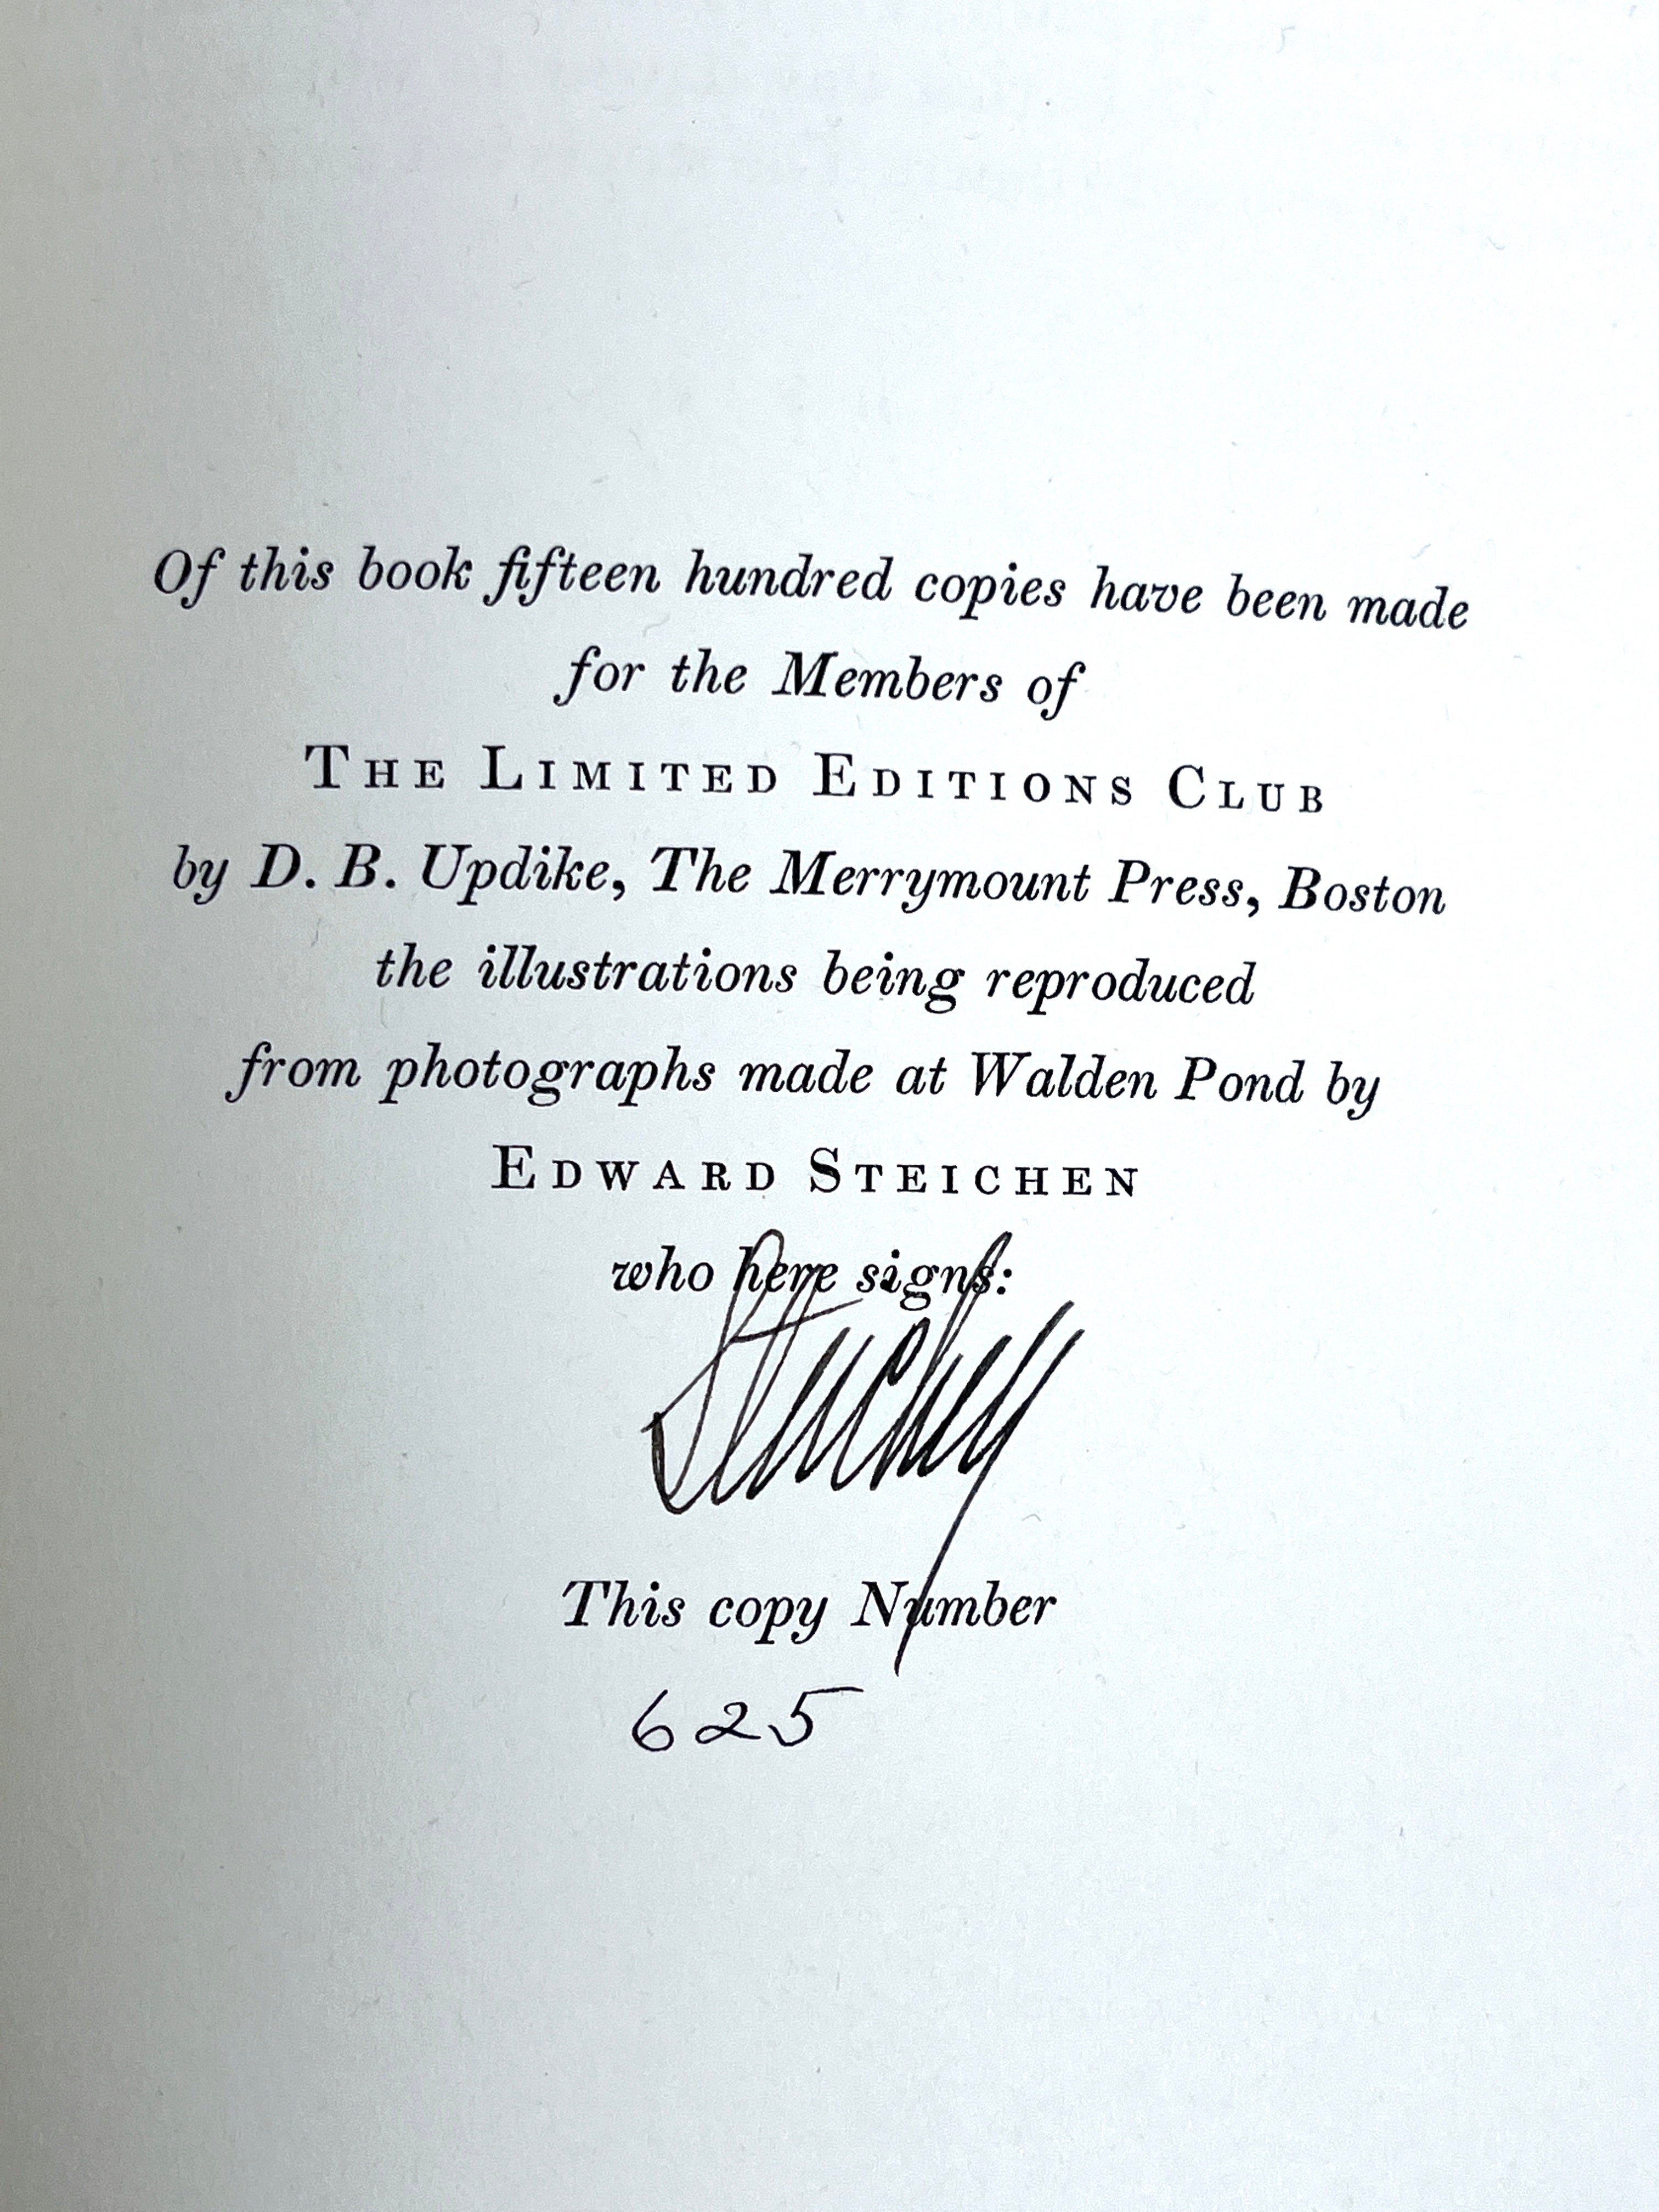 Of this book fifteen hundred copies have been made
for the Members of
THE LIMITED EDITIONS CLUB
by D. B. Updike, The Merrymount Press, Boston
the illustrations being reproduced
from photographs made at Walden Pond by
EDWARD STEICHEN
who here signs:
Steichen
This copy Number
625